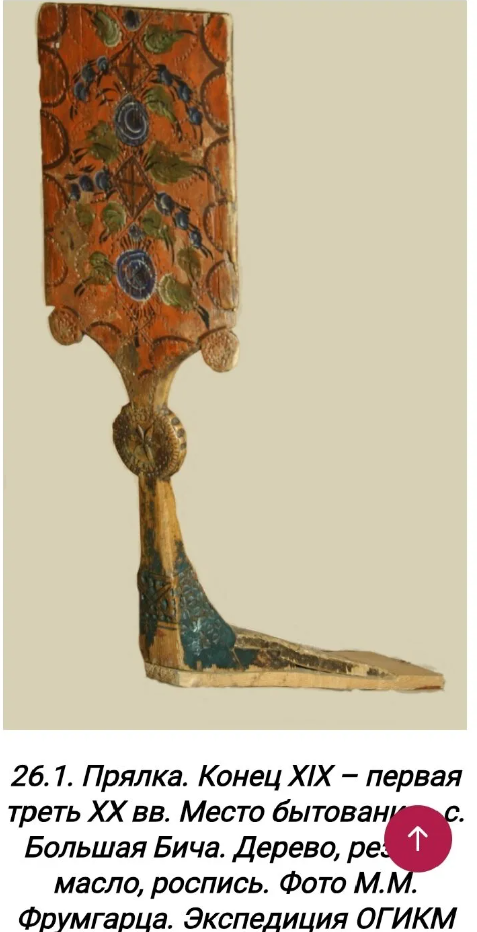 26.1. Прялка. Конец XIX – первая
треть XX вв. Место с.
Большая Бича. Дерево,
масло, роспись. Фото М.М.
Фрумгарца. Экспедиция ОГИКМ